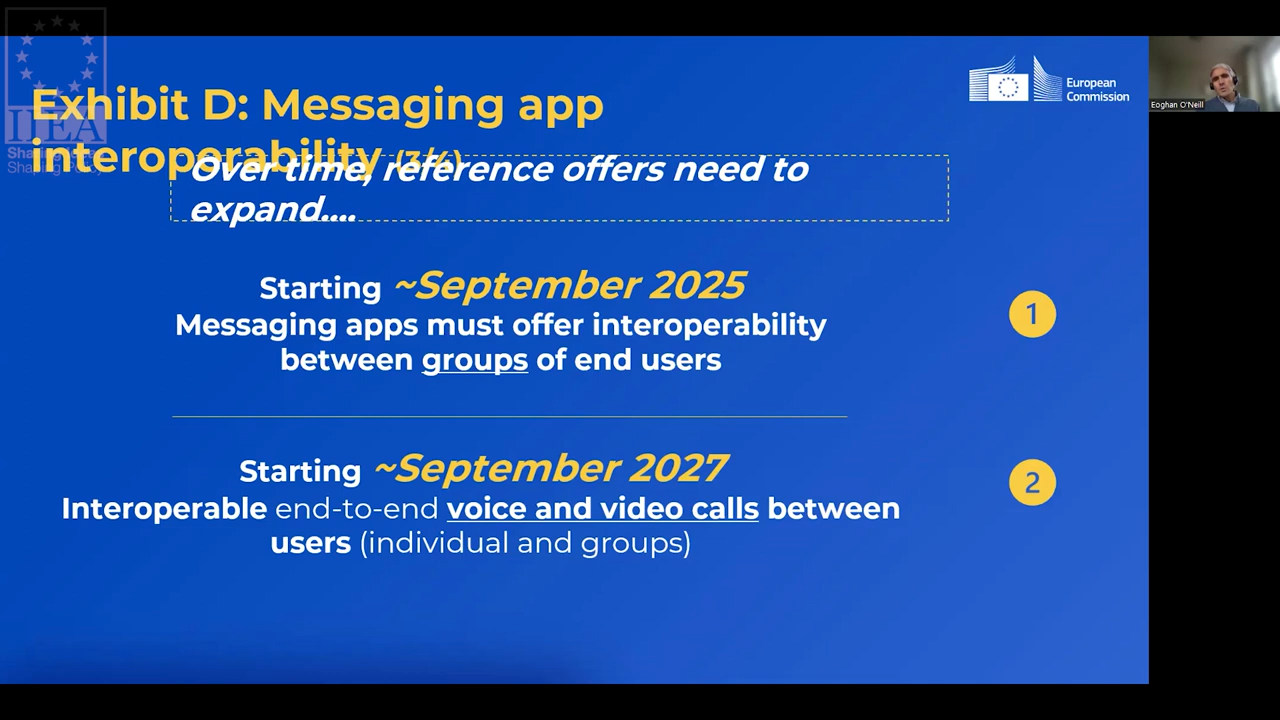 Exhibit D: Messaging app
interoperability (3/4)
Over time, reference offers need to
expand....
Starting ~September 2025
Messaging apps must offer interoperability
between groups of end users
1
Starting ~September 2027
Interoperable end-to-end voice and video calls between
users (individual and groups)
2
European
Commission
Eoghan O'Neill
IIEA